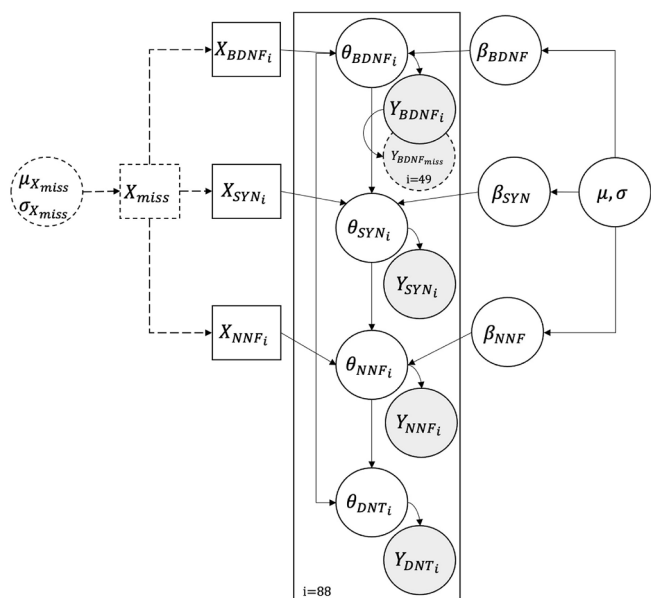 X_{BDNF_i}
θ_{BDNF_i}
β_{BDNF}
Y_{BDNF_i}
Y_{BDNF_{miss}}
i=49
μ_{X_{miss}}
σ_{X_{miss}}
X_{miss}
X_{SYN_i}
θ_{SYN_i}
β_{SYN}
μ, σ
Y_{SYN_i}
X_{NNF_i}
θ_{NNF_i}
β_{NNF}
Y_{NNF_i}
θ_{DNT_i}
Y_{DNT_i}
i=88